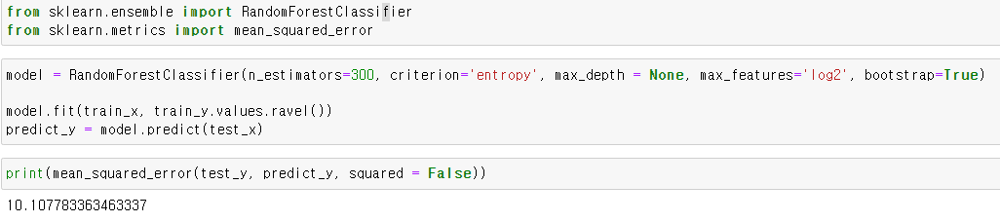 from sklearn.ensemble import RandomForestClassifier
from sklearn.metrics import mean_squared_error
model = RandomForestClassifier(n_estimators=300, criterion='entropy', max_depth = None, max_features='log2', bootstrap=True)
model.fit(train_x, train_y.values.ravel())
predict_y = model.predict(test_x)
print(mean_squared_error(test_y, predict_y, squared = False))
10.107783363463337